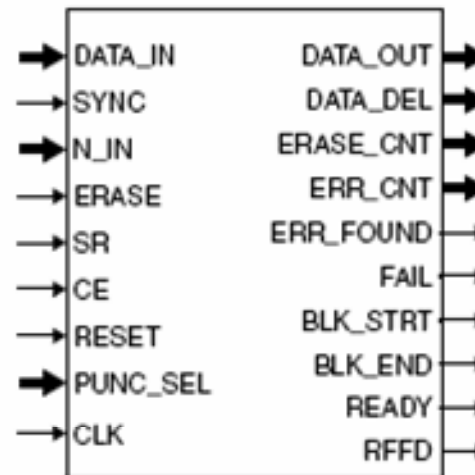 DATA_IN
SYNC
N_IN
ERASE
SR
CE
RESET
PUNC_SEL
CLK
DATA_OUT
DATA_DEL
ERASE_CNT
ERR_CNT
ERR_FOUND
FAIL
BLK_STRT
BLK_END
READY
RFFD